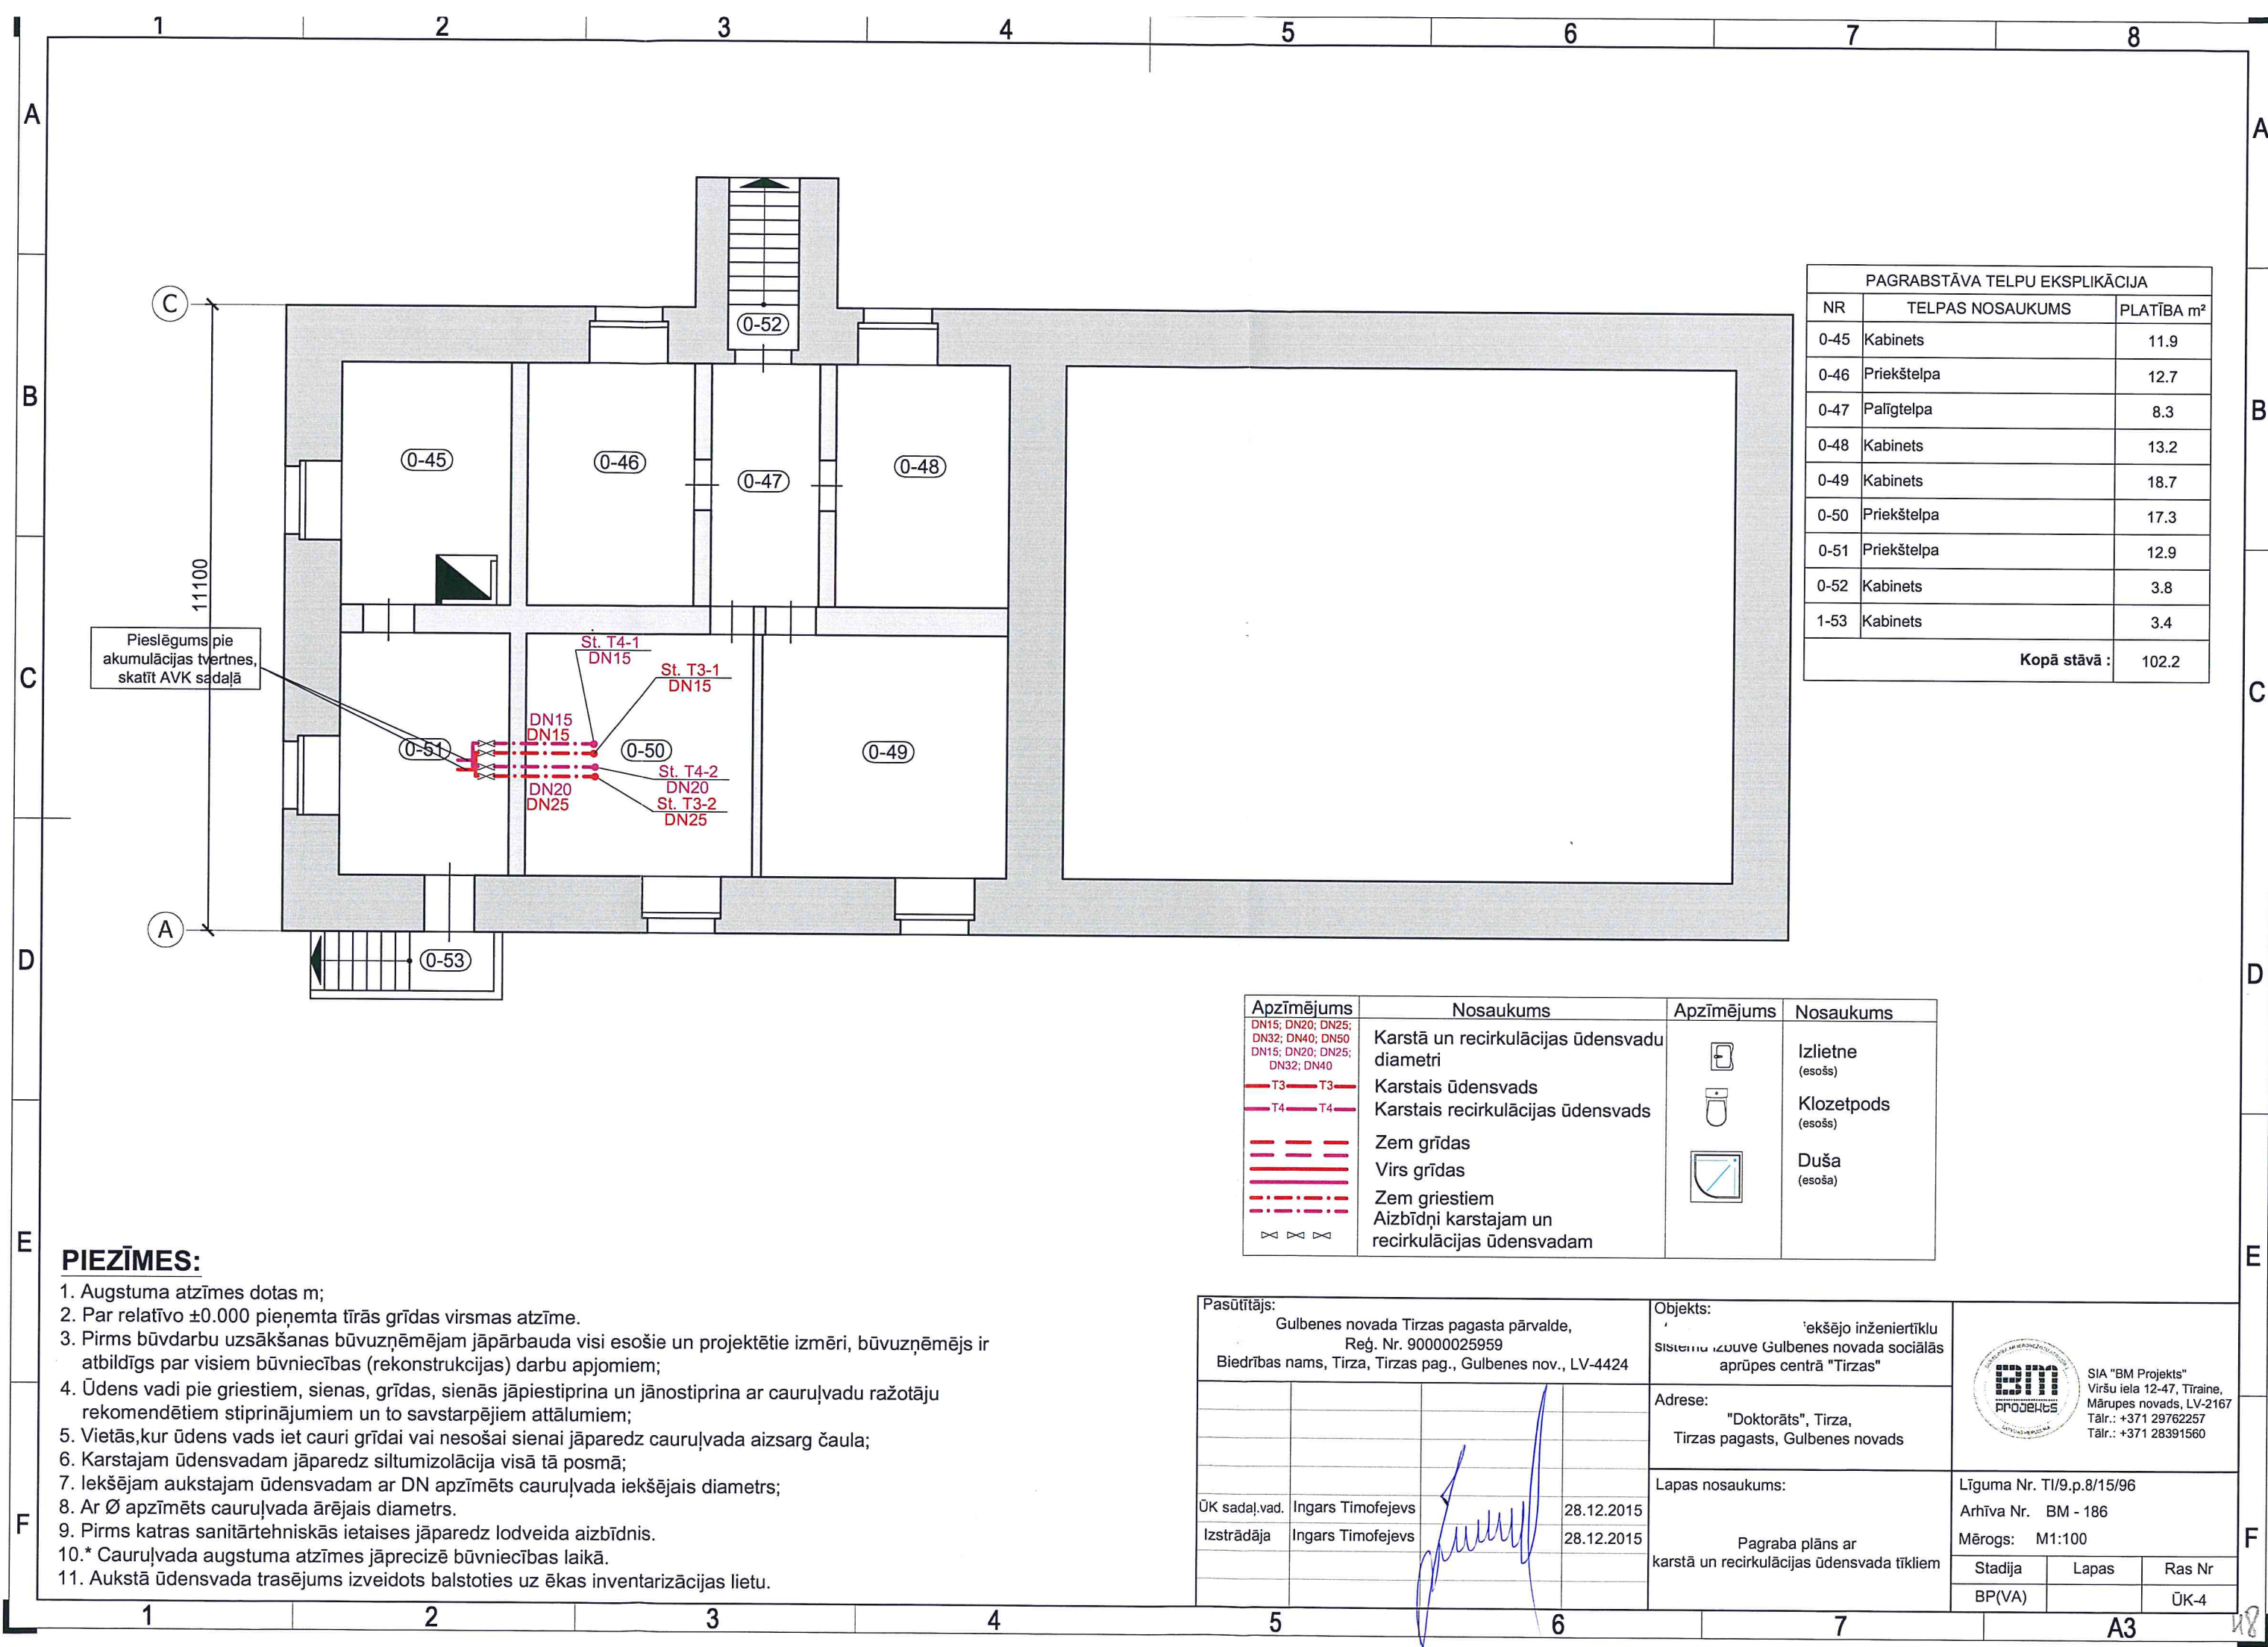 1 2 3 4 5 6 7 8
A
B
C
D
E
F
A
B
C
D
E
F
C
A
11100
0-52
0-45
0-46
0-47
0-48
0-51
0-50
0-49
0-53
Pieslēgums pie
akumulācijas tvertnes,
skatīt AVK sadaļā
St. T4-1
DN15
St. T3-1
DN15
DN15
DN15
St. T4-2
DN20
St. T3-2
DN25
DN20
DN25
PAGRABSTĀVA TELPU EKSPLIKĀCIJA
NR TELPAS NOSAUKUMS PLATĪBA m²
0-45 Kabinets 11.9
0-46 Priekštelpa 12.7
0-47 Palīgtelpa 8.3
0-48 Kabinets 13.2
0-49 Kabinets 18.7
0-50 Priekštelpa 17.3
0-51 Priekštelpa 12.9
0-52 Kabinets 3.8
1-53 Kabinets 3.4
Kopā stāvā : 102.2
Apzīmējums Nosaukums Apzīmējums Nosaukums
DN15; DN20; DN25;
DN32; DN40; DN50
DN15; DN20; DN25;
DN32; DN40
Karstā un recirkulācijas ūdensvadu
diametri
T3 T3 Karstais ūdensvads
T4 T4 Karstais recirkulācijas ūdensvads
Zem grīdas
Virs grīdas
Zem griestiem
Aizbīdņi karstajam un
recirkulācijas ūdensvadam
Izlietne
(esošs)
Klozetpods
(esošs)
Duša
(esoša)
PIEZĪMES:
1. Augstuma atzīmes dotas m;
2. Par relatīvo ±0.000 pieņemta tīrās grīdas virsmas atzīme.
3. Pirms būvdarbu uzsākšanas būvuzņēmējam jāpārbauda visi esošie un projektētie izmēri, būvuzņēmējs ir
atbildīgs par visiem būvniecības (rekonstrukcijas) darbu apjomiem;
4. Ūdens vadi pie griestiem, sienas, grīdas, sienās jāpiestiprina un jānostiprina ar cauruļvadu ražotāju
rekomendētiem stiprinājumiem un to savstarpējiem attālumiem;
5. Vietās,kur ūdens vads iet cauri grīdai vai nesošai sienai jāparedz cauruļvada aizsarg čaula;
6. Karstajam ūdensvadam jāparedz siltumizolācija visā tā posmā;
7. Iekšējam aukstajam ūdensvadam ar DN apzīmēts cauruļvada iekšējais diametrs;
8. Ar Ø apzīmēts cauruļvada ārējais diametrs.
9. Pirms katras sanitārtehniskās ietaises jāparedz lodveida aizbīdnis.
10.* Cauruļvada augstuma atzīmes jāprecizē būvniecības laikā.
11. Aukstā ūdensvada trasējums izveidots balstoties uz ēkas inventarizācijas lietu.
Pasūtītājs:
Gulbenes novada Tirzas pagasta pārvalde,
Reģ. Nr. 90000025959
Biedrības nams, Tirza, Tirzas pag., Gulbenes nov., LV-4424
ŪK sadaļ.vad. Ingars Timofejevs 28.12.2015
Izstrādāja Ingars Timofejevs 28.12.2015
Objekts:
'ekšējo inženiertīklu
sistēmu izbūve Gulbenes novada sociālās
aprūpes centrā "Tirzas"
Adrese:
"Doktorāts", Tirza,
Tirzas pagasts, Gulbenes novads
Lapas nosaukums:
Pagraba plāns ar
karstā un recirkulācijas ūdensvada tīkliem
BM
PROJEKTS
SIA "BM Projekts"
Viršu iela 12-47, Tīraine,
Mārupes novads, LV-2167
Tālr.: +371 29762257
Tālr.: +371 28391560
Līguma Nr. TI/9.p.8/15/96
Arhīva Nr. BM - 186
Mērogs: M1:100
Stadija Lapas Ras Nr
BP(VA) ŪK-4
1 2 3 4 5 6 7 A3
48